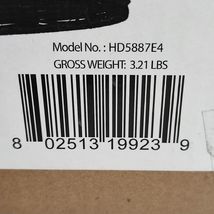 Model No. : HD5887E4
GROSS WEIGHT: 3.21 LBS
8 02513 19923 9